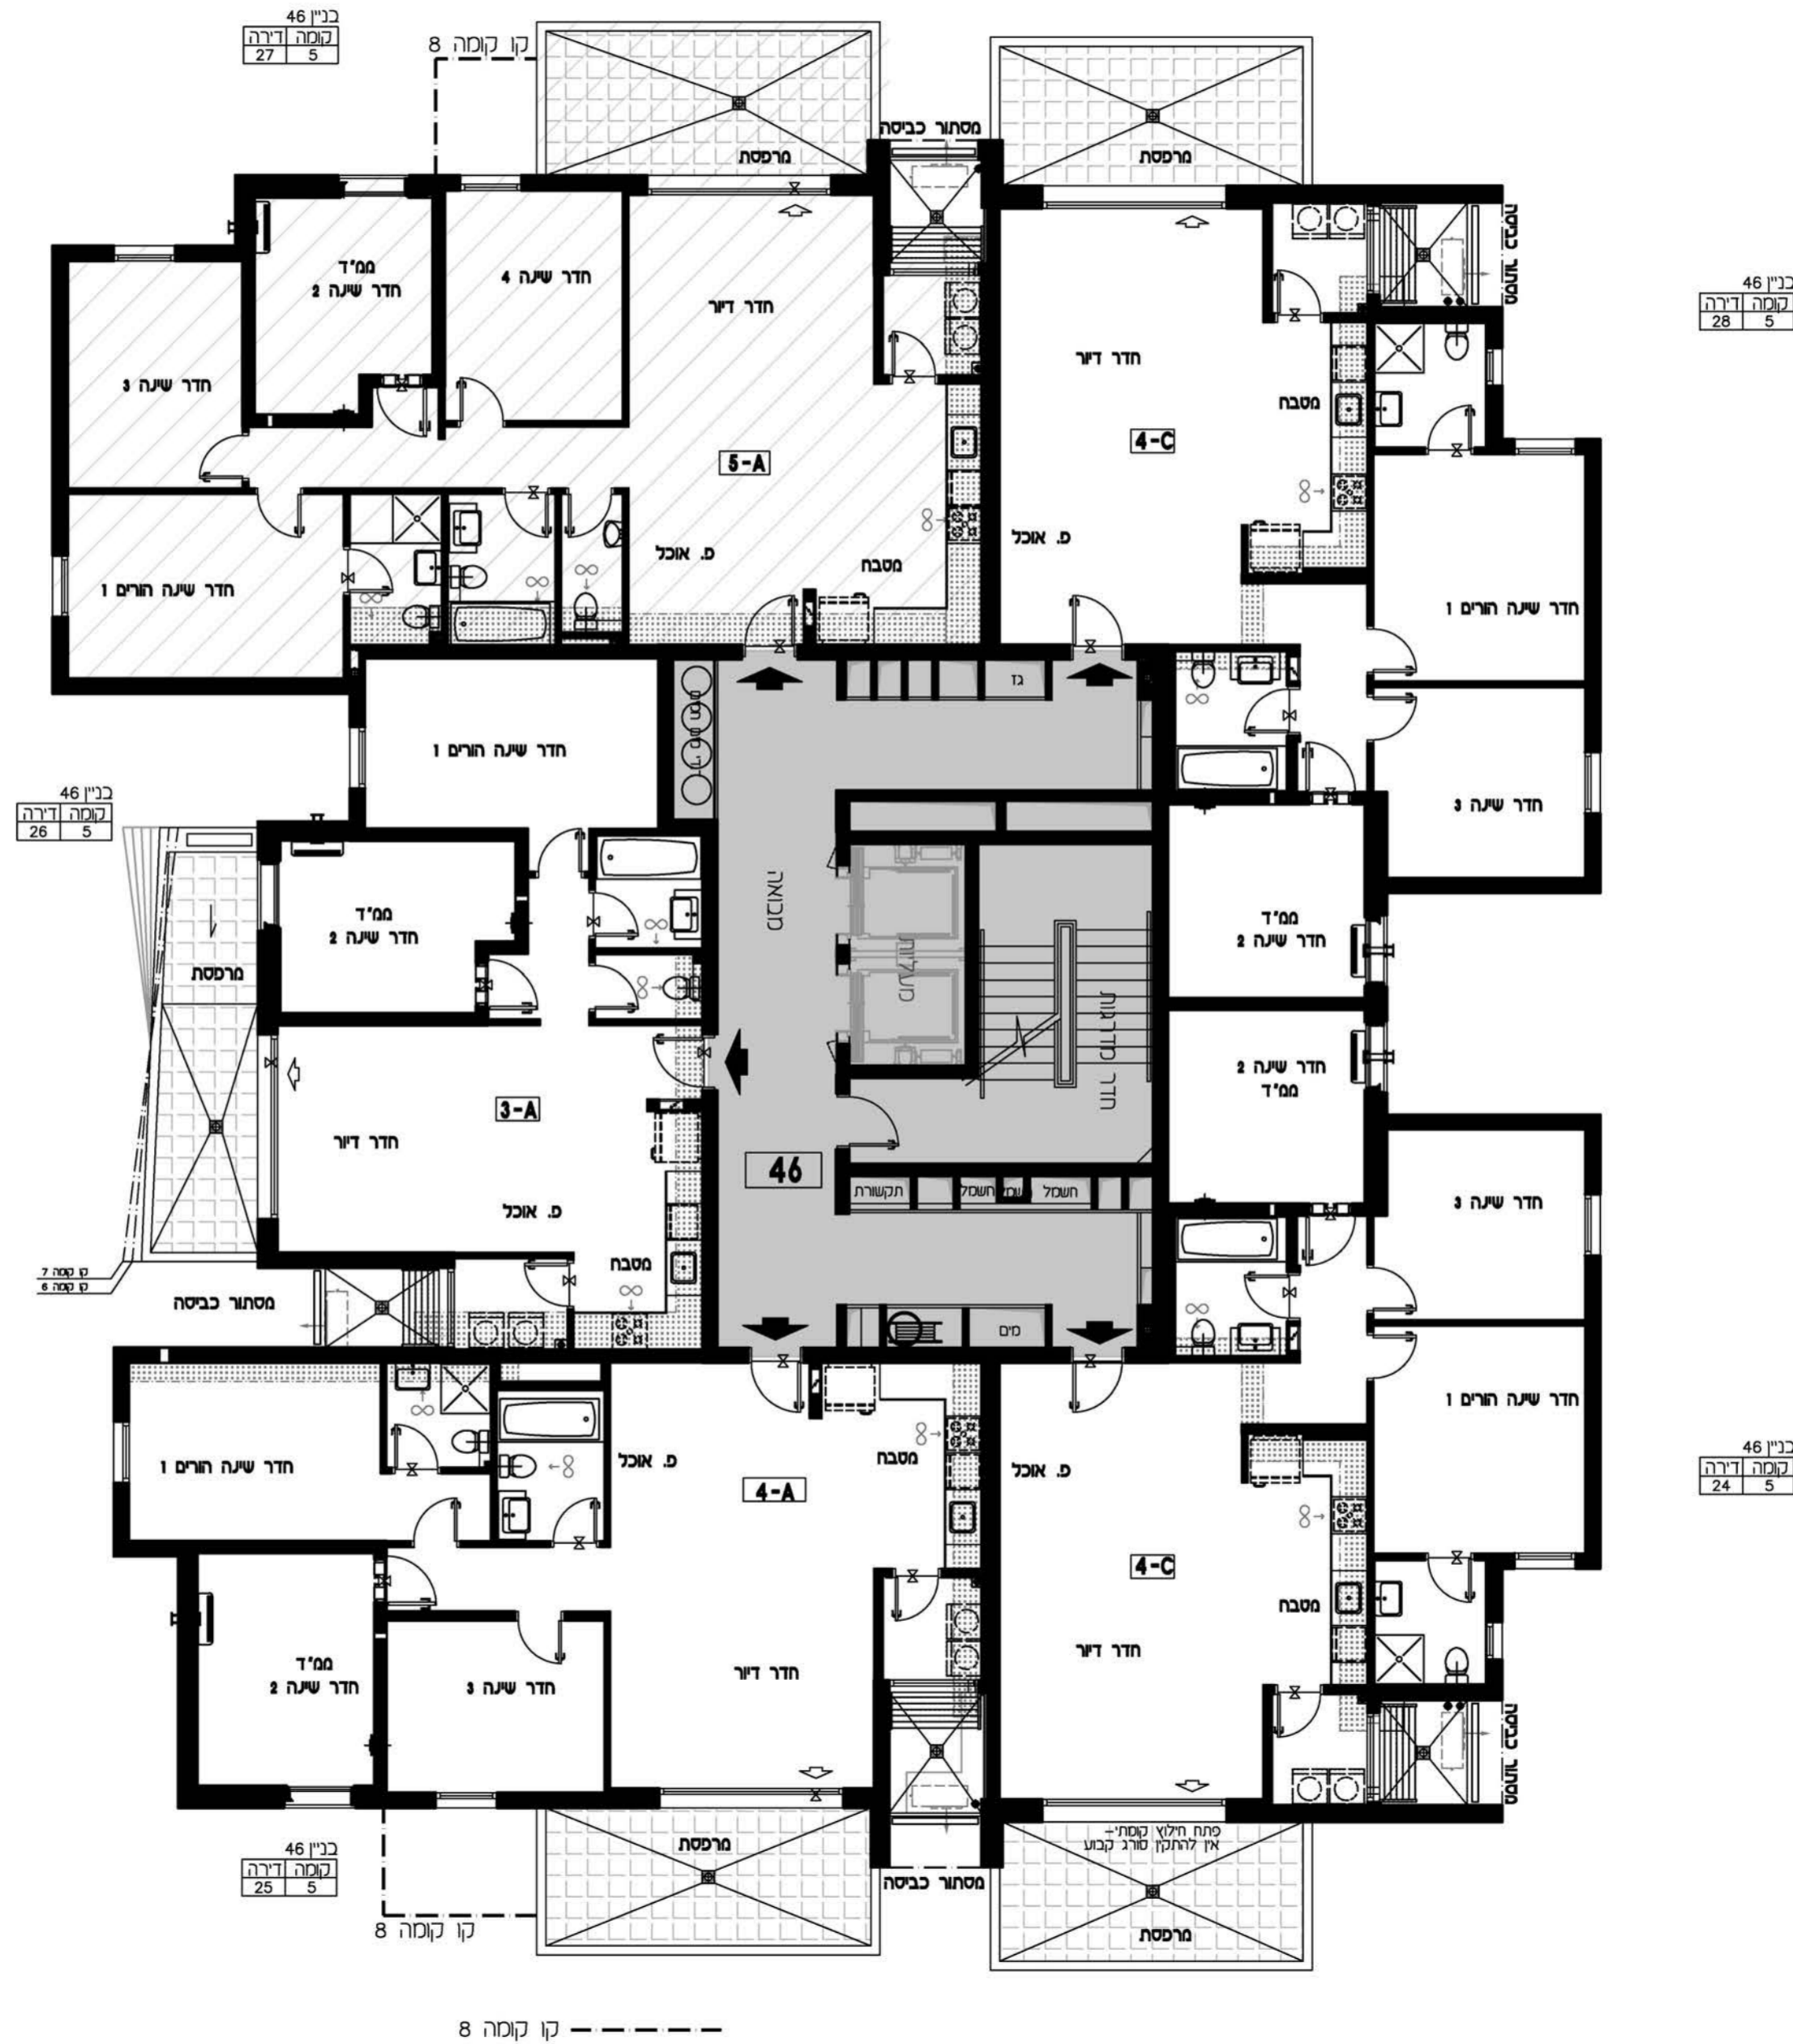 בניין 46
קומה דירה
5 27
קו קומה 8
מרפסת
מסתור כביסה
מרפסת
ממ"ד
חדר שינה 2
חדר שינה 4
חדר דיור
חדר שינה 3
5-A
חדר שינה הורים 1
פ. אוכל
מטבח
מסתור כביסה
חדר דיור
מטבח
4-C
פ. אוכל
חדר שינה הורים 1
חדר שינה 3
ממ"ד
חדר שינה 2
בניין 46
קומה דירה
5 28
גז
מבואה
מעליות
חדר מדרגות
46
תקשורת
חשמל
חשמל
מים
בניין 46
קומה דירה
5 26
חדר שינה הורים 1
ממ"ד
חדר שינה 2
מרפסת
3-A
חדר דיור
פ. אוכל
מטבח
קו קומה 7
קו קומה 6
מסתור כביסה
חדר שינה 2
ממ"ד
חדר שינה 3
חדר שינה הורים 1
פ. אוכל
4-C
מטבח
חדר דיור
מסתור כביסה
בניין 46
קומה דירה
5 24
חדר שינה הורים 1
פ. אוכל
מטבח
4-A
ממ"ד
חדר שינה 2
חדר שינה 3
חדר דיור
מרפסת
מסתור כביסה
פתח חילוץ קומתי-
אין להתקין סורג קבוע
מרפסת
בניין 46
קומה דירה
5 25
קו קומה 8
קו קומה 8